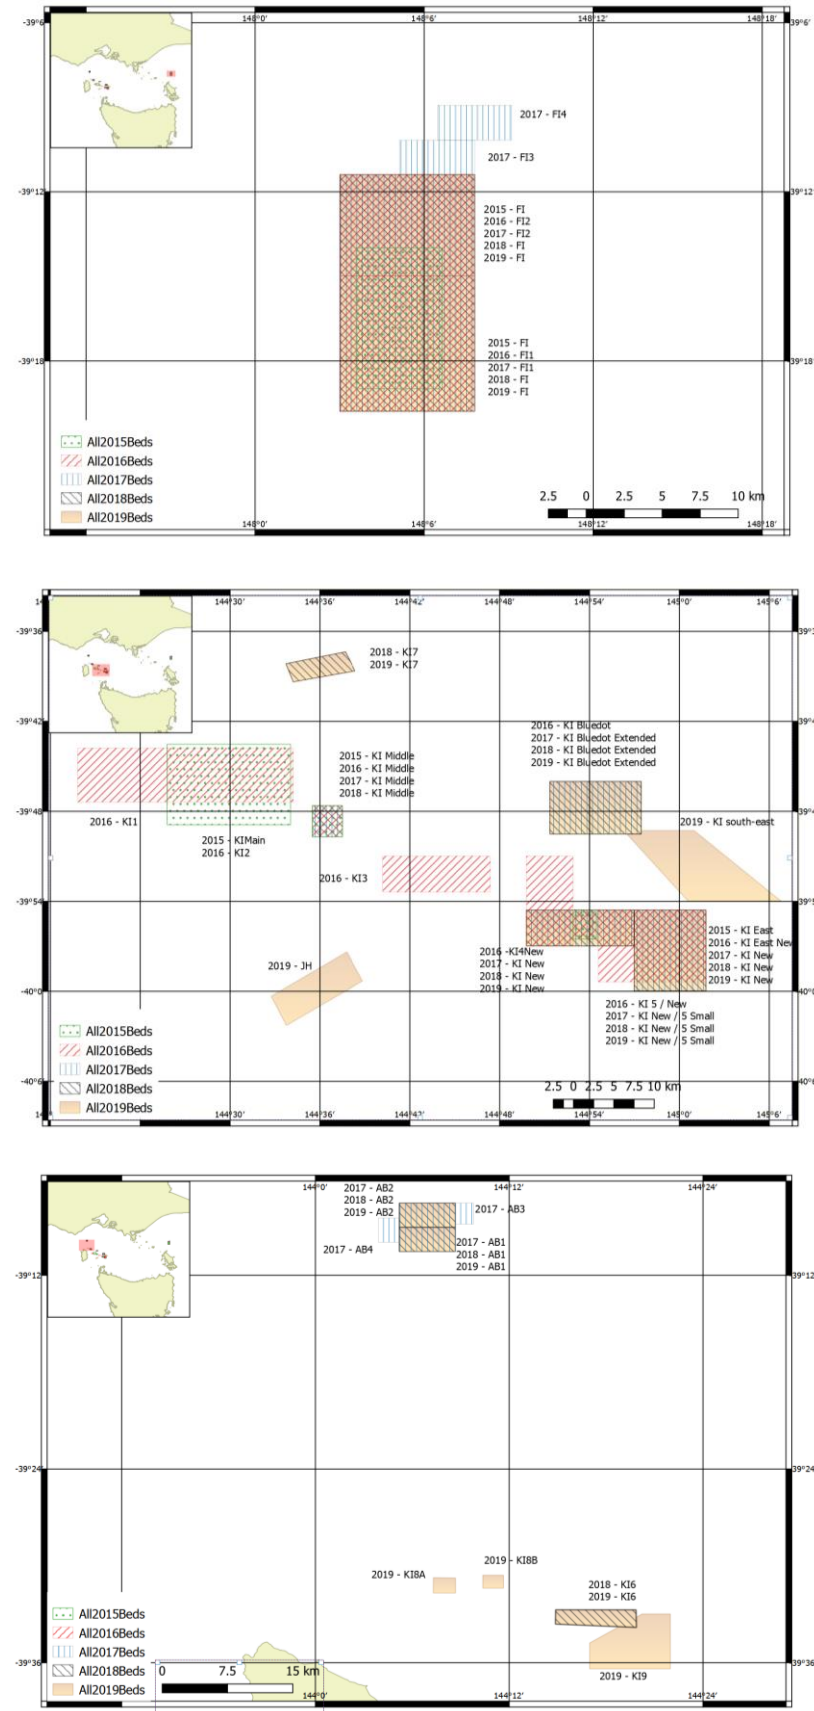 148°0' 148°6' 148°12' 148°18'
-39°6' -39°6'
2017 - FI4
2017 - FI3
-39°12' -39°12'
2015 - FI
2016 - FI2
2017 - FI2
2018 - FI
2019 - FI
2015 - FI
2016 - FI1
2017 - FI1
2018 - FI
2019 - FI
-39°18' -39°18'
All2015Beds
All2016Beds
All2017Beds
All2018Beds
All2019Beds
2.5 0 2.5 5 7.5 10 km
148°0' 148°6' 148°12' 148°18'
144°30' 144°36' 144°42' 144°48' 144°54' 145°0' 145°6'
-39°36'
2018 - KI7
2019 - KI7
-39°42'
2016 - KI Bluedot
2017 - KI Bluedot Extended
2018 - KI Bluedot Extended
2019 - KI Bluedot Extended
2015 - KI Middle
2016 - KI Middle
2017 - KI Middle
2018 - KI Middle
-39°48'
2016 - KI1
2019 - KI south-east
2015 - KIMain
2016 - KI2
2016 - KI3
-39°54'
2015 - KI East
2016 - KI East New
2017 - KI New
2018 - KI New
2019 - KI New
2016 -KI4New
2017 - KI New
2018 - KI New
2019 - KI New
2019 - JH
-40°0'
2016 - KI 5 / New
2017 - KI New / 5 Small
2018 - KI New / 5 Small
2019 - KI New / 5 Small
All2015Beds
All2016Beds
All2017Beds
All2018Beds
All2019Beds
-40°6'
2.5 0 2.5 5 7.5 10 km
144°30' 144°36' 144°42' 144°48' 144°54' 145°0' 145°6'
144°0' 144°12' 144°24'
2017 - AB2
2018 - AB2
2019 - AB2
2017 - AB3
2017 - AB4
2017 - AB1
2018 - AB1
2019 - AB1
-39°12' -39°12'
-39°24' -39°24'
2019 - KI8A
2019 - KI8B
2018 - KI6
2019 - KI6
2019 - KI9
All2015Beds
All2016Beds
All2017Beds
All2018Beds
All2019Beds
-39°36' -39°36'
0 7.5 15 km
144°0' 144°12' 144°24'